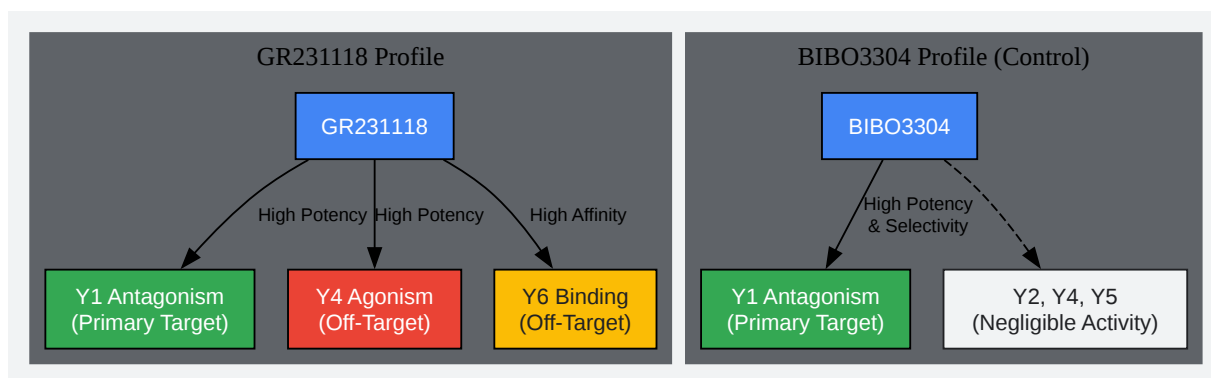 GR231118 Profile
GR231118
High Potency
High Potency
High Affinity
Y1 Antagonism
(Primary Target)
Y4 Agonism
(Off-Target)
Y6 Binding
(Off-Target)
BIBO3304 Profile (Control)
BIBO3304
High Potency
& Selectivity
Y1 Antagonism
(Primary Target)
Y2, Y4, Y5
(Negligible Activity)